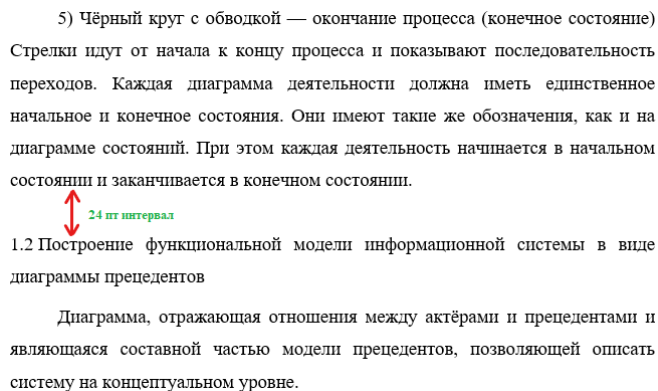 5) Чёрный круг с обводкой — окончание процесса (конечное состояние)
Стрелки идут от начала к концу процесса и показывают последовательность
переходов. Каждая диаграмма деятельности должна иметь единственное
начальное и конечное состояния. Они имеют такие же обозначения, как и на
диаграмме состояний. При этом каждая деятельность начинается в начальном
состоянии и заканчивается в конечном состоянии.
24 пт интервал
1.2 Построение функциональной модели информационной системы в виде
диаграммы прецедентов
Диаграмма, отражающая отношения между актёрами и прецедентами и
являющаяся составной частью модели прецедентов, позволяющей описать
систему на концептуальном уровне.